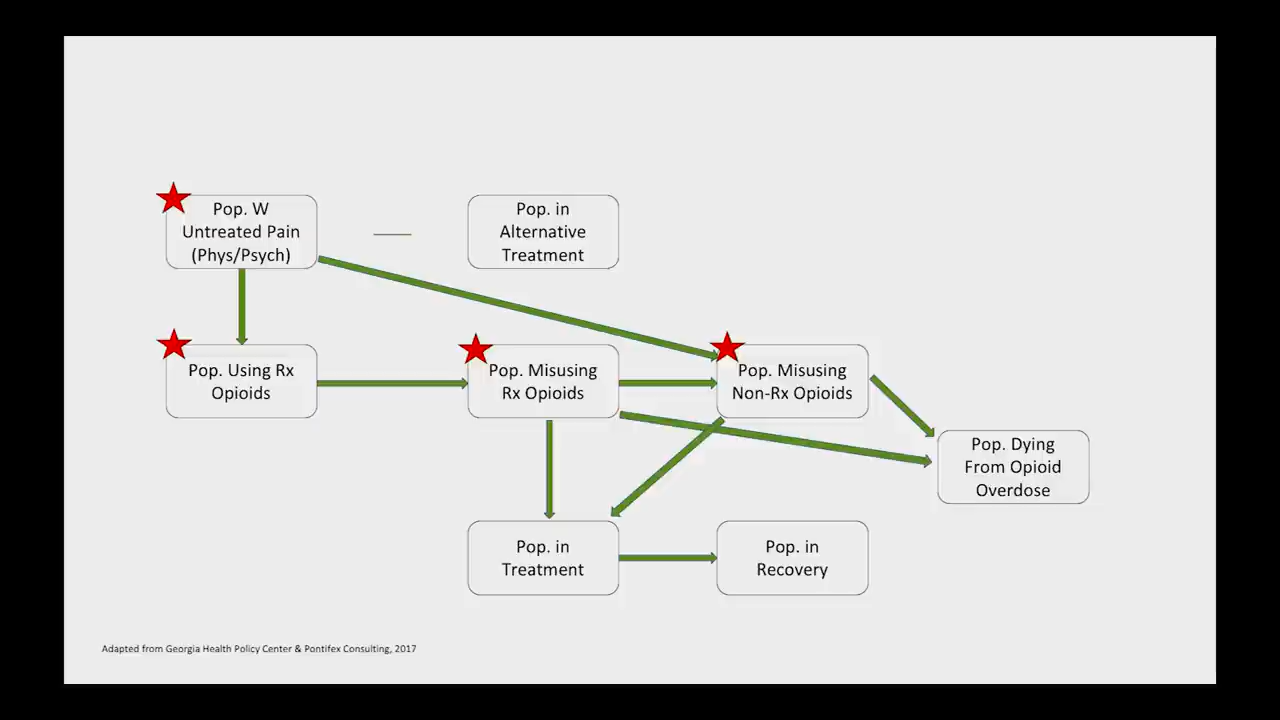 Pop. W
Untreated Pain
(Phys/Psych)
Pop. in
Alternative
Treatment
Pop. Using Rx
Opioids
Pop. Misusing
Rx Opioids
Pop. Misusing
Non-Rx Opioids
Pop. Dying
From Opioid
Overdose
Pop. in
Treatment
Pop. in
Recovery
Adapted from Georgia Health Policy Center & Pontifex Consulting, 2017